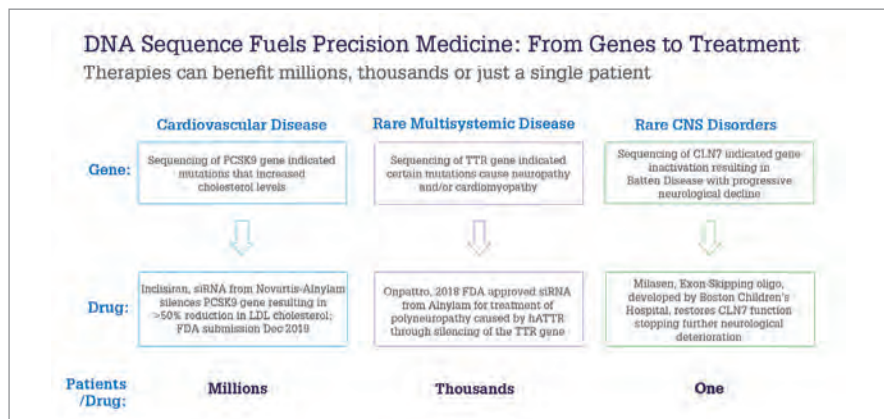 DNA Sequence Fuels Precision Medicine: From Genes to Treatment
Therapies can benefit millions, thousands or just a single patient
Cardiovascular Disease
Rare Multisystemic Disease
Rare CNS Disorders
Gene:
Sequencing of PCSK9 gene indicated
mutations that increased
cholesterol levels
Sequencing of TTR gene indicated
certain mutations cause neuropathy
and/or cardiomyopathy
Sequencing of CLN7 indicated gene
inactivation resulting in
Batten Disease with progressive
neurological decline
Drug:
Inclisiran, siRNA from Novartis-Alnylam
silences PCSK9 gene resulting in
>50% reduction in LDL cholesterol;
FDA submission Dec 2019
Onpattro, 2018 FDA approved siRNA
from Alnylam for treatment of
polyneuropathy caused by hATTR
through silencing of the TTR gene
Milasen, Exon-Skipping oligo,
developed by Boston Children's
Hospital, restores CLN7 function
stopping further neurological
deterioration
Patients
/Drug:
Millions
Thousands
One